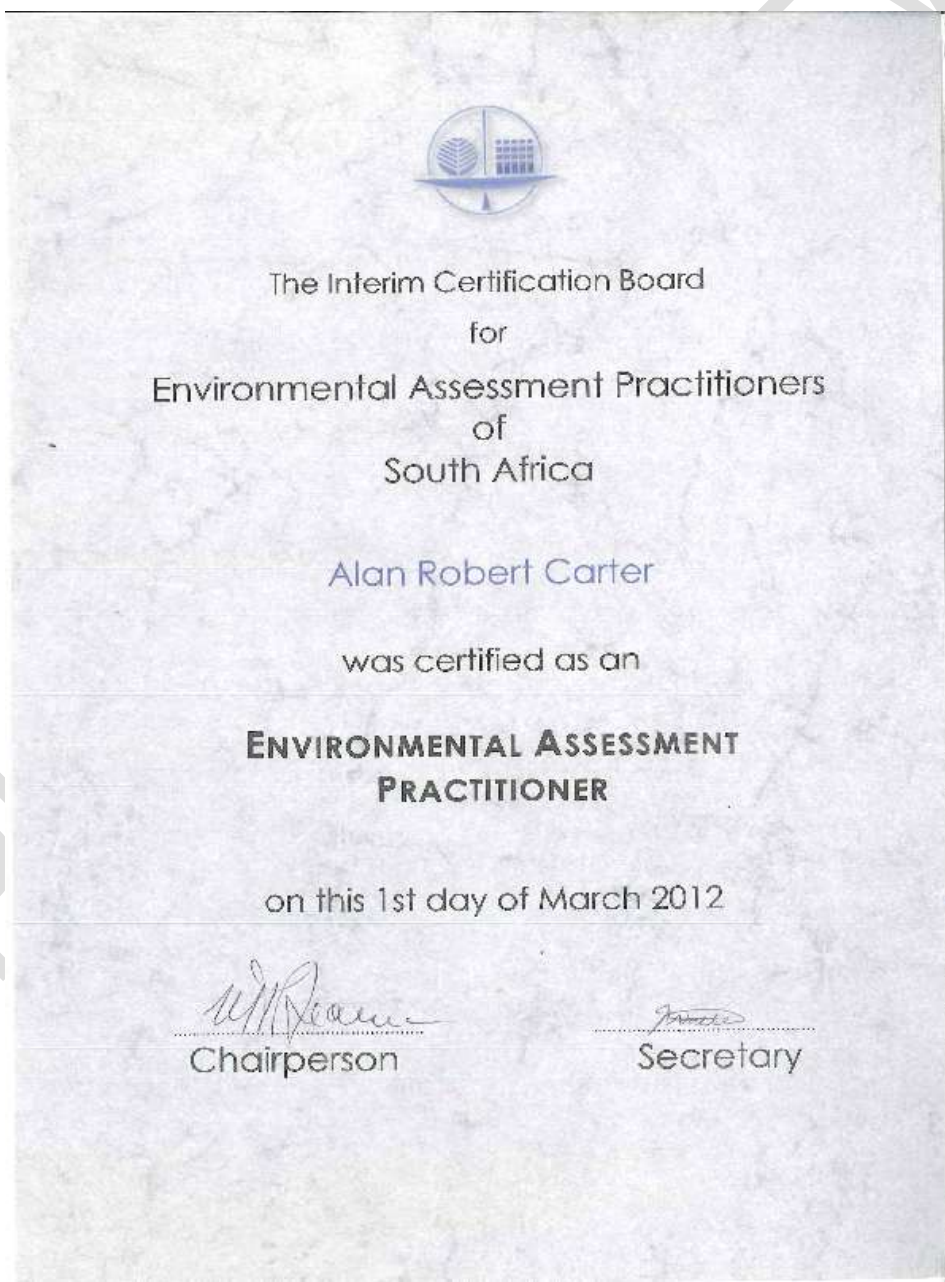 The Interim Certification Board
for
Environmental Assessment Practitioners
of
South Africa
Alan Robert Carter
was certified as an
ENVIRONMENTAL ASSESSMENT
PRACTITIONER
on this 1st day of March 2012
Chairperson
Secretary